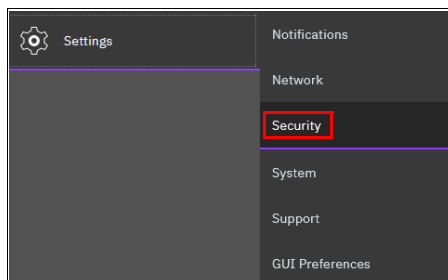 Settings
Notifications
Network
Security
System
Support
GUI Preferences